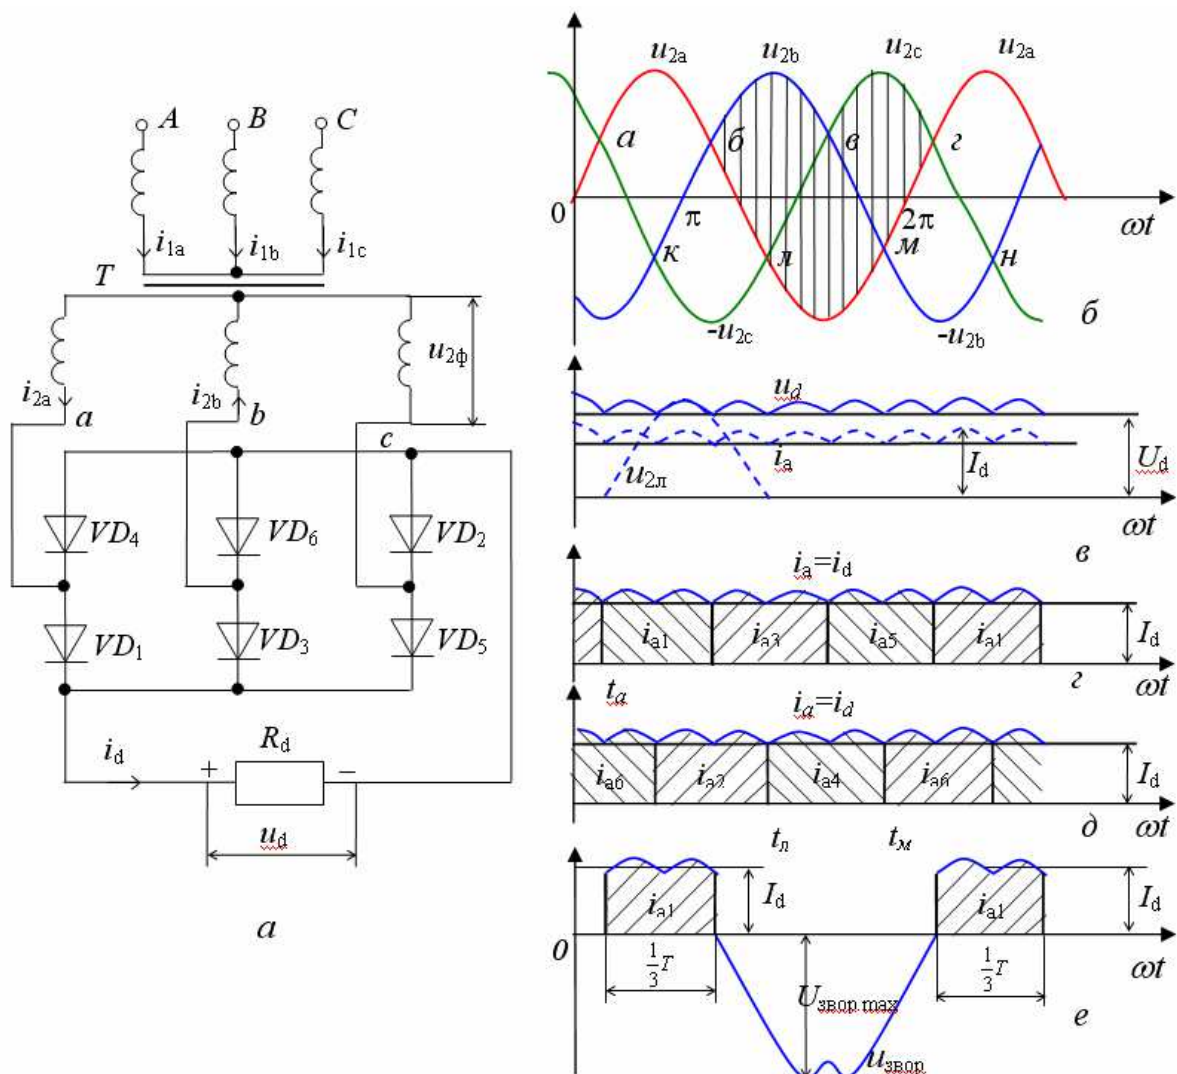 A B C
i1a i1b i1c
T
u2ф
i2a a i2b b c
VD4 VD6 VD2
VD1 VD3 VD5
id + Rd −
ud
а
u2a u2b u2c u2a
а б в г
0 π 2π ωt
к л м н
-u2c -u2b
б
ud
ia
u2л Id Ud
ωt
в
ia=id
ia1 ia3 ia5 ia1 Id
ta г ωt
ia=id
ia6 ia2 ia4 ia6 Id
tл tм д ωt
ia1 Id ia1 Id
0 1/3 T 1/3 T ωt
Uзвор max
е
uзвор